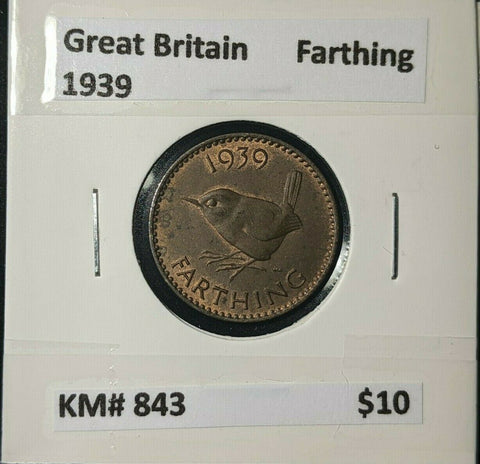 Great Britain Farthing
1939
1939
FARTHING
KM# 843 $10